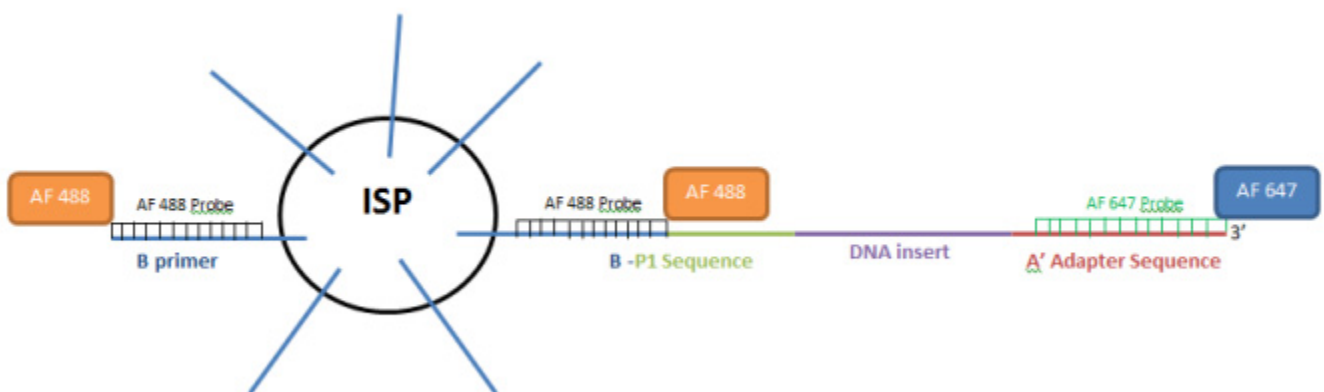 AF 488
AF 488 Probe
B primer
ISP
AF 488 Probe
AF 488
B -P1 Sequence
DNA insert
AF 647 Probe
AF 647
3'
A' Adapter Sequence